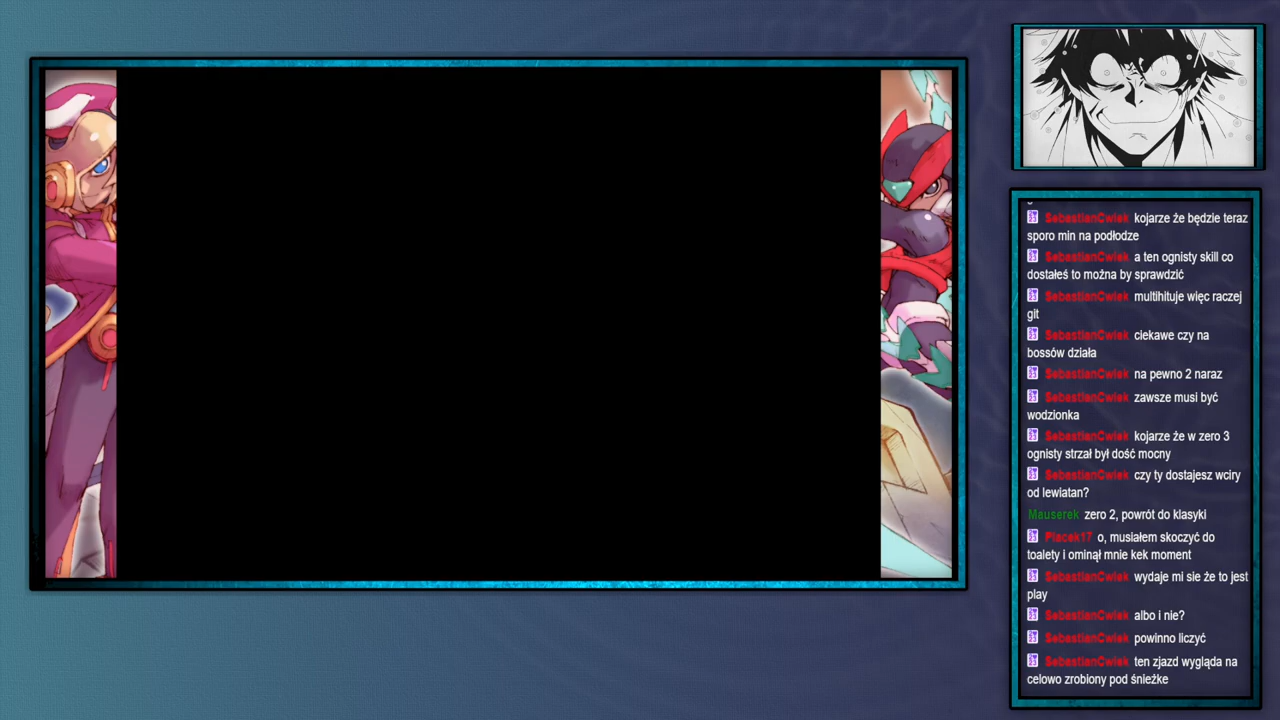 SebastianCwiek kojarze że będzie teraz
sporo min na podłodze
SebastianCwiek a ten ognisty skill co
dostałeś to można by sprawdzić
SebastianCwiek multihituje więc raczej
git
SebastianCwiek ciekawe czy na
bossów działa
SebastianCwiek na pewno 2 naraz
SebastianCwiek zawsze musi być
wodzionka
SebastianCwiek kojarze że w zero 3
ognisty strzał był dość mocny
SebastianCwiek czy ty dostajesz wciry
od lewiatan?
Mauserek zero 2, powrót do klasyki
Placek17 o, musiałem skoczyć do
toalety i ominął mnie kek moment
SebastianCwiek wydaje mi sie że to jest
play
SebastianCwiek albo i nie?
SebastianCwiek powinno liczyć
SebastianCwiek ten zjazd wygląda na
celowo zrobiony pod śnieżke